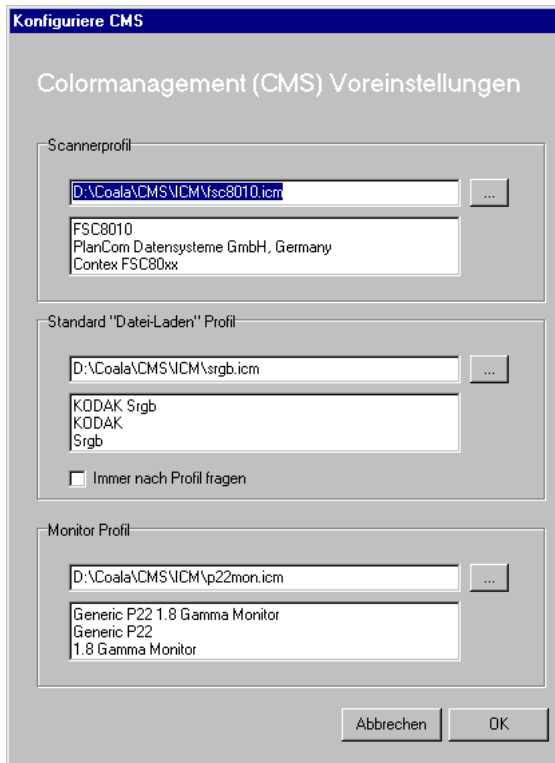 Konfiguriere CMS
Colormanagement (CMS) Voreinstellungen
Scannerprofil
D:\Coala\CMS\ICM\fsc8010.icm
...
FSC8010
PlanCom Datensysteme GmbH, Germany
Contex FSC80xx
Standard "Datei-Laden" Profil
D:\Coala\CMS\ICM\srgb.icm
...
KODAK Srgb
KODAK
Srgb
Immer nach Profil fragen
Monitor Profil
D:\Coala\CMS\ICM\p22mon.icm
...
Generic P22 1.8 Gamma Monitor
Generic P22
1.8 Gamma Monitor
Abbrechen
OK